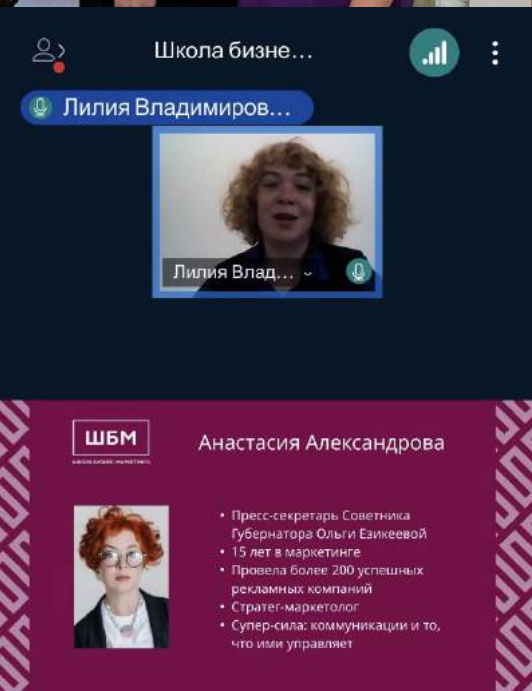 Школа бизне...
Лилия Владимиров...
Лилия Влад...
ШБМ
Анастасия Александрова
• Пресс-секретарь Советника
Губернатора Ольги Езикеевой
• 15 лет в маркетинге
• Провела более 200 успешных
рекламных компаний
• Стратег-маркетолог
• Супер-сила: коммуникации и то,
что ими управляет